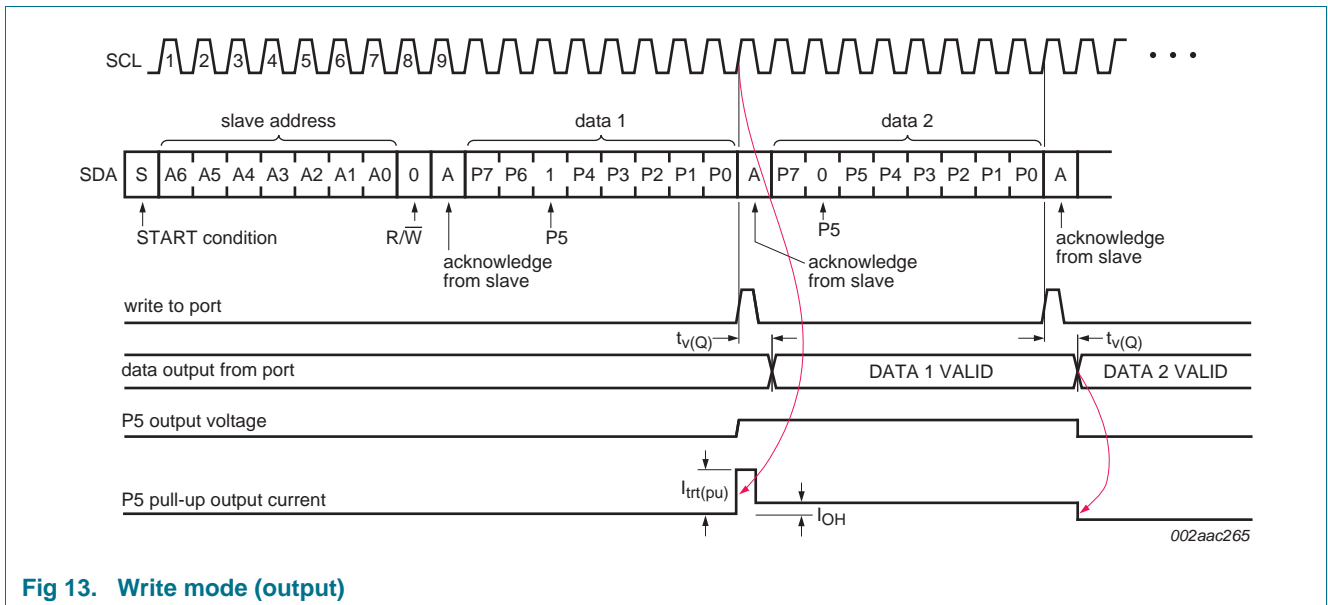 SCL 1 2 3 4 5 6 7 8 9
slave address data 1 data 2
SDA S A6 A5 A4 A3 A2 A1 A0 0 A P7 P6 1 P4 P3 P2 P1 P0 A P7 0 P5 P4 P3 P2 P1 P0 A
START condition R/W̅ P5 P5
acknowledge
from slave
acknowledge
from slave
acknowledge
from slave
write to port
tv(Q) tv(Q)
data output from port DATA 1 VALID DATA 2 VALID
P5 output voltage
Itrt(pu)
P5 pull-up output current
IOH
002aac265
Fig 13. Write mode (output)